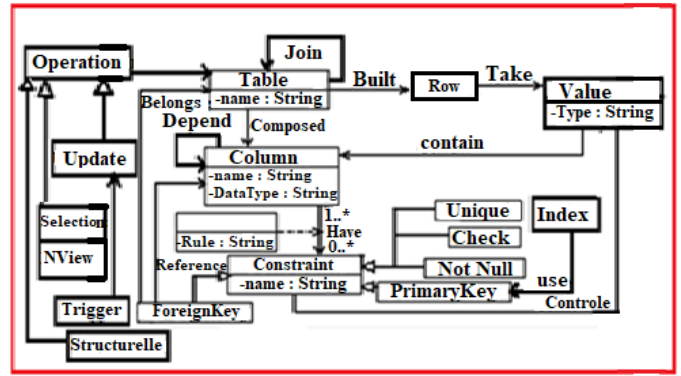 Join
Operation
Table
-name : String
Built
Row
Take
Value
-Type : String
Belongs
Depend
Composed
contain
Column
-name : String
-DataType : String
Update
1..*
Have
0..*
Unique
Index
Selection
-Rule : String
Check
NView
Reference
Constraint
-name : String
Not Null
use
PrimaryKey
Controle
Trigger
ForeignKey
Structurelle